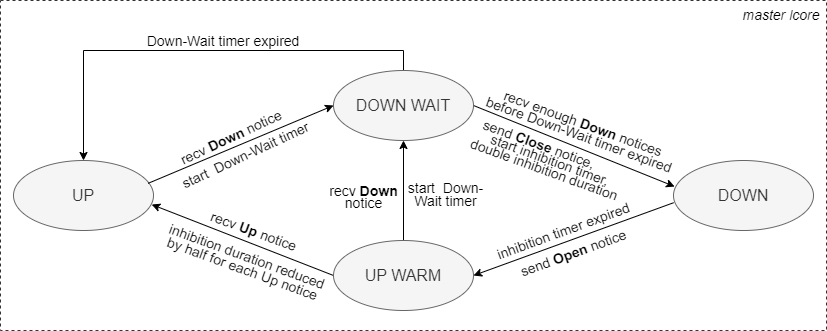 master lcore
Down-Wait timer expired
DOWN WAIT
recv Down notice
start Down-Wait timer
recv enough Down notices
before Down-Wait timer expired
send Close notice,
start inhibition timer,
double inhibition duration
UP
recv Down
notice
start Down-
Wait timer
DOWN
recv Up notice
inhibition duration reduced
by half for each Up notice
inhibition timer expired
send Open notice
UP WARM